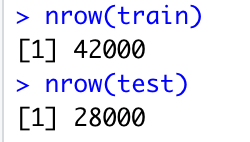 > nrow(train)
[1] 42000
> nrow(test)
[1] 28000